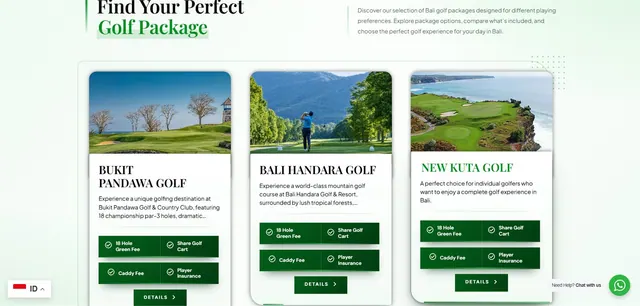 Find Your Perfect
Golf Package
Discover our selection of Bali golf packages designed for different playing
preferences. Explore package options, compare what's included, and
choose the perfect golf experience for your day in Bali.
BUKIT
PANDAWA GOLF
Experience a unique golfing destination at
Bukit Pandawa Golf & Country Club, featuring
18 championship par-3 holes, dramatic...
18 Hole
Green Fee
Share Golf
Cart
Caddy Fee
Player
Insurance
DETAILS
BALI HANDARA GOLF
Experience a world-class mountain golf
course at Bali Handara Golf & Resort,
surrounded by lush tropical forests,...
18 Hole
Green Fee
Share Golf
Cart
Caddy Fee
Player
Insurance
DETAILS
NEW KUTA GOLF
A perfect choice for individual golfers who
want to enjoy a complete golf experience in
Bali.
18 Hole
Green Fee
Share Golf
Cart
Caddy Fee
Player
Insurance
DETAILS
ID
Need Help? Chat with us